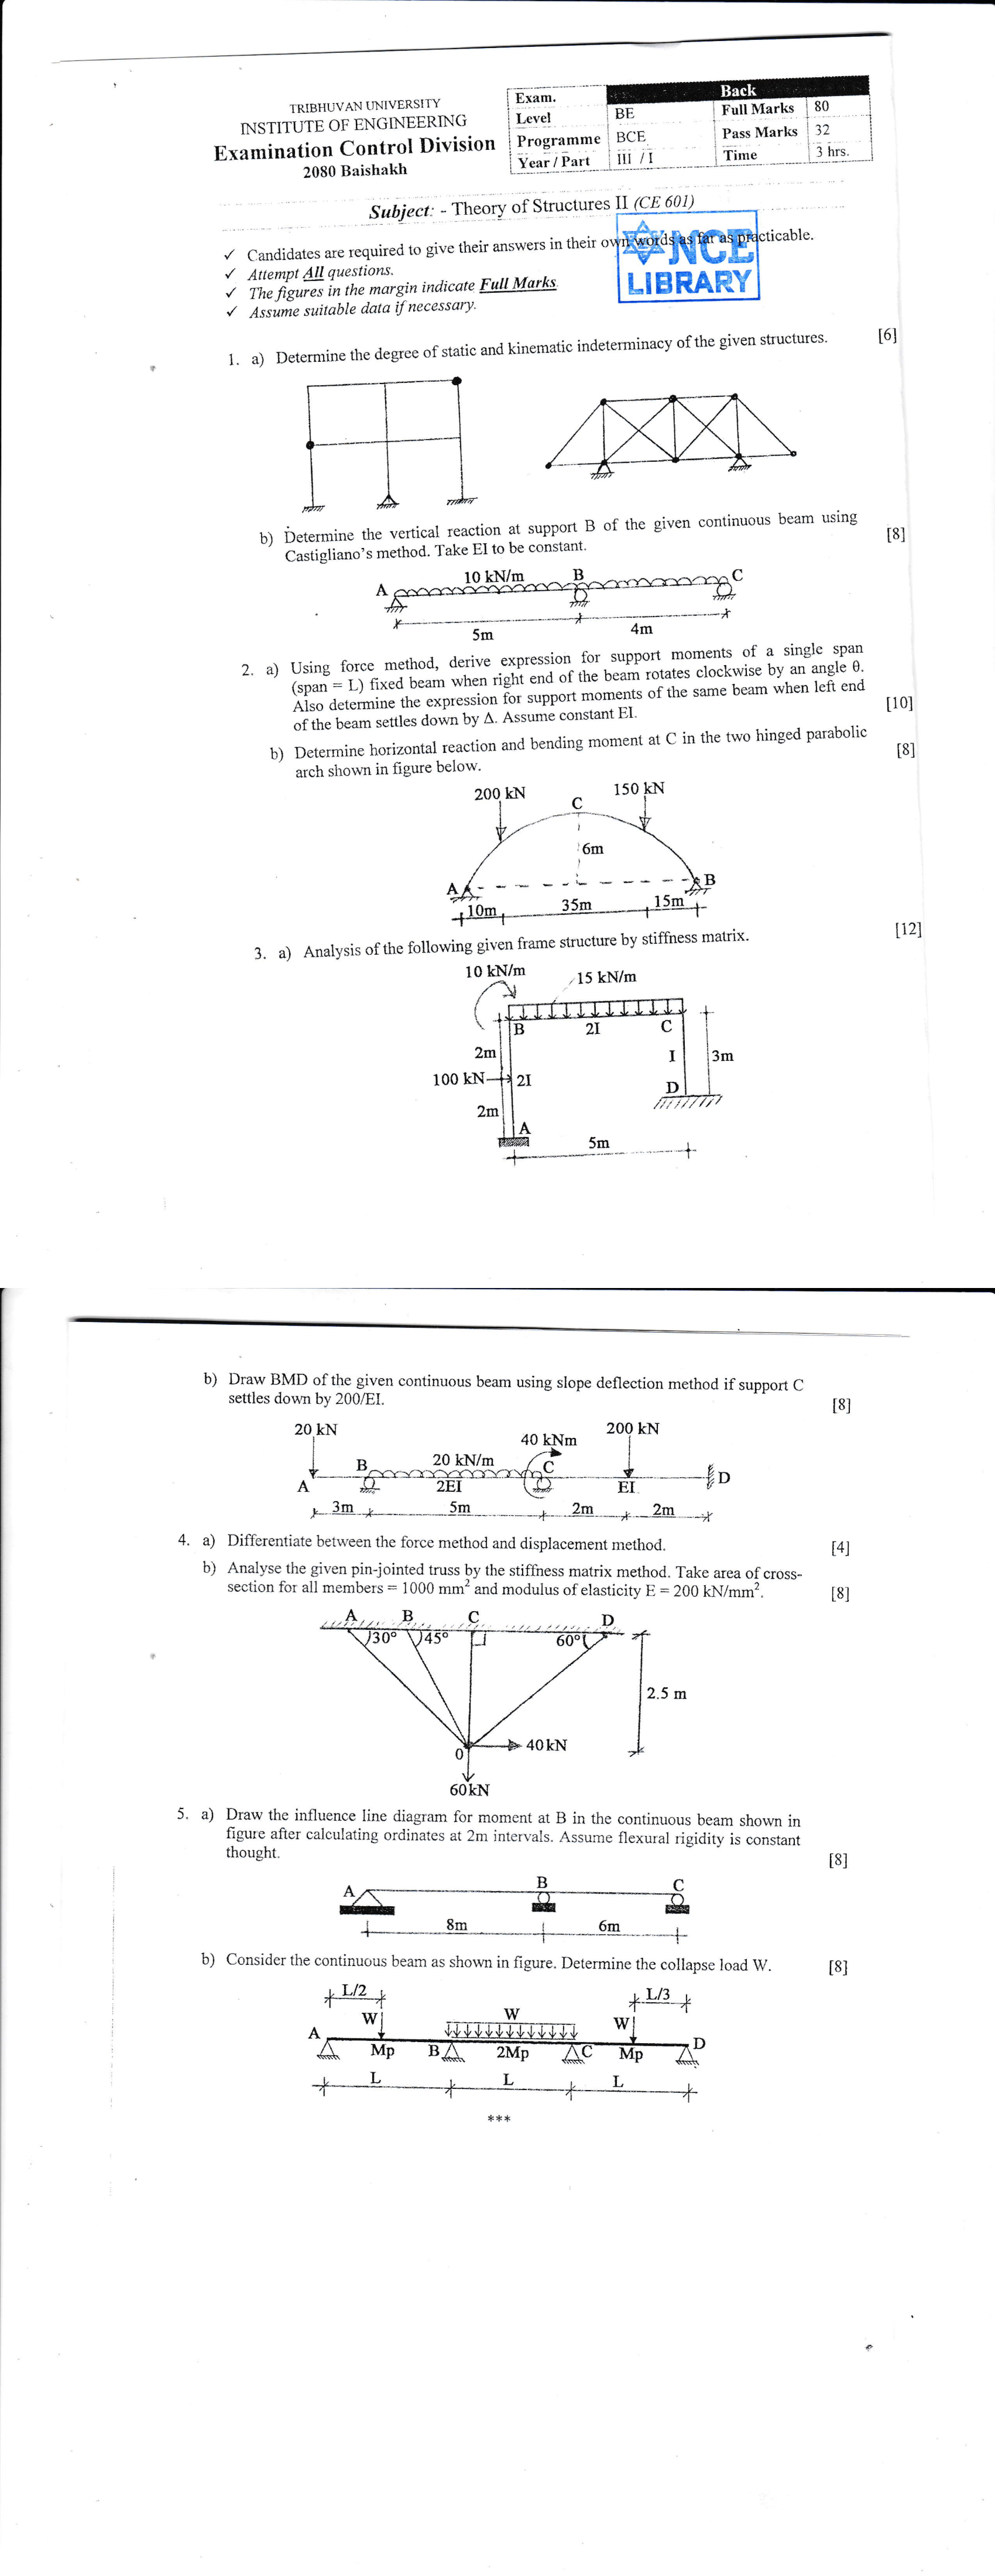 TRIBHUVAN UNIVERSITY
INSTITUTE OF ENGINEERING
Examination Control Division
2080 Baishakh
Exam. Back
Level BE Full Marks 80
Programme BCE Pass Marks 32
Year / Part III / I Time 3 hrs.
Subject: - Theory of Structures II (CE 601)
✓ Candidates are required to give their answers in their own words as far as practicable.
✓ Attempt All questions.
✓ The figures in the margin indicate Full Marks.
✓ Assume suitable data if necessary.
NCE
LIBRARY
1. a) Determine the degree of static and kinematic indeterminacy of the given structures. [6]
b) Determine the vertical reaction at support B of the given continuous beam using
Castigliano's method. Take EI to be constant. [8]
10 kN/m
A B C
5m 4m
2. a) Using force method, derive expression for support moments of a single span
(span = L) fixed beam when right end of the beam rotates clockwise by an angle θ.
Also determine the expression for support moments of the same beam when left end
of the beam settles down by Δ. Assume constant EI. [10]
b) Determine horizontal reaction and bending moment at C in the two hinged parabolic
arch shown in figure below. [8]
200 kN C 150 kN
6m
A B
10m 35m 15m
3. a) Analysis of the following given frame structure by stiffness matrix. [12]
10 kN/m 15 kN/m
B 2I C
2m I 3m
100 kN 2I
D
2m
A
5m
b) Draw BMD of the given continuous beam using slope deflection method if support C
settles down by 200/EI. [8]
20 kN 40 kNm 200 kN
B 20 kN/m C
A 2EI EI D
3m 5m 2m 2m
4. a) Differentiate between the force method and displacement method. [4]
b) Analyse the given pin-jointed truss by the stiffness matrix method. Take area of cross-
section for all members = 1000 mm² and modulus of elasticity E = 200 kN/mm². [8]
A B C D
30° 45° 60°
2.5 m
0 40kN
60kN
5. a) Draw the influence line diagram for moment at B in the continuous beam shown in
figure after calculating ordinates at 2m intervals. Assume flexural rigidity is constant
thought. [8]
A B C
8m 6m
b) Consider the continuous beam as shown in figure. Determine the collapse load W. [8]
L/2 L/3
W W W
A Mp B 2Mp C Mp D
L L L
***